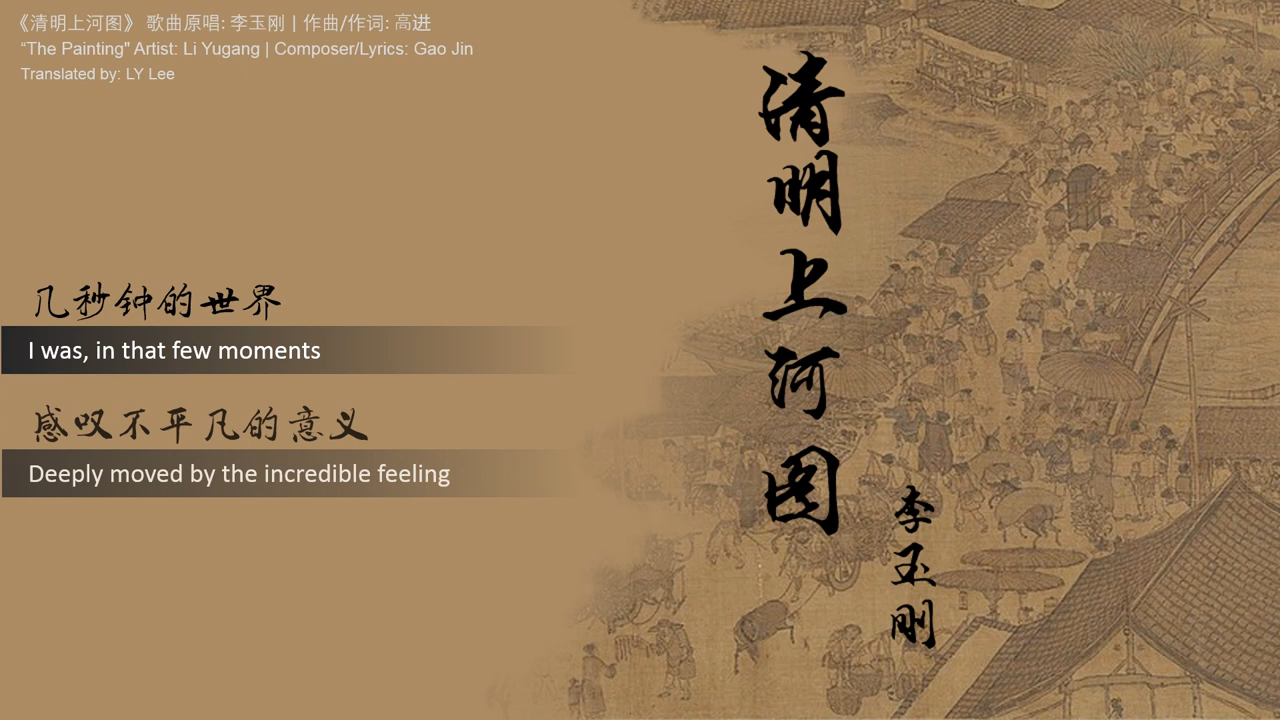 《清明上河图》 歌曲原唱: 李玉刚 | 作曲/作词: 高进
“The Painting" Artist: Li Yugang | Composer/Lyrics: Gao Jin
Translated by: LY Lee
几秒钟的世界
I was, in that few moments
感叹不平凡的意义
Deeply moved by the incredible feeling
清明上河图
李玉刚